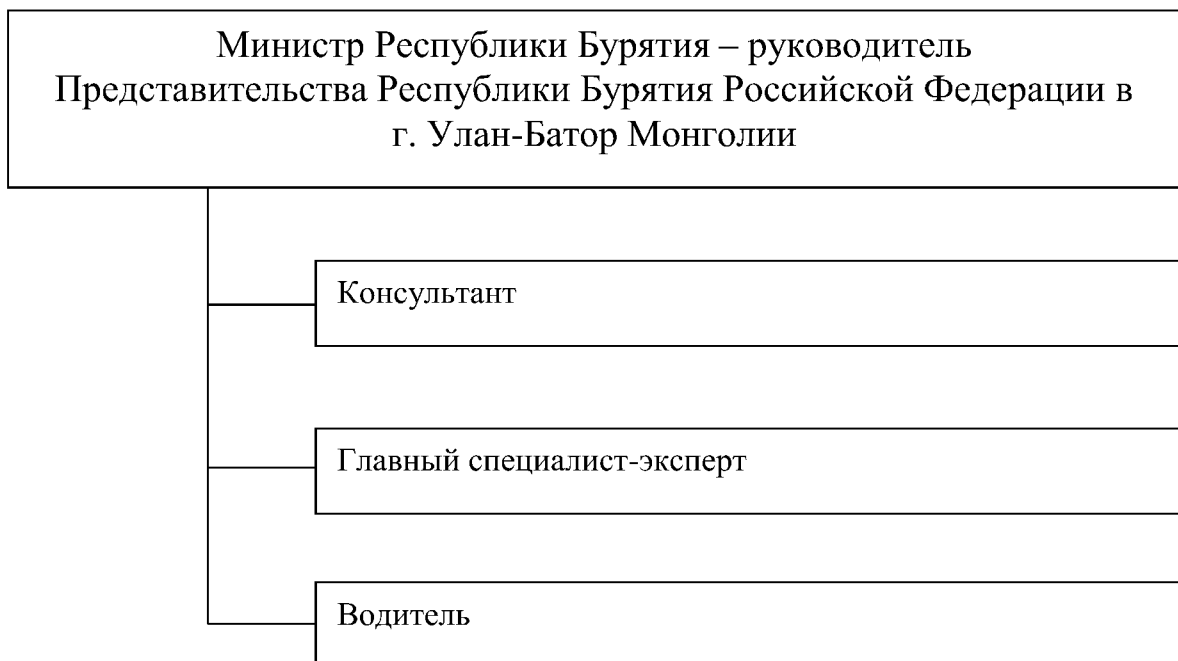 Министр Республики Бурятия – руководитель
Представительства Республики Бурятия Российской Федерации в
г. Улан-Батор Монголии
Консультант
Главный специалист-эксперт
Водитель